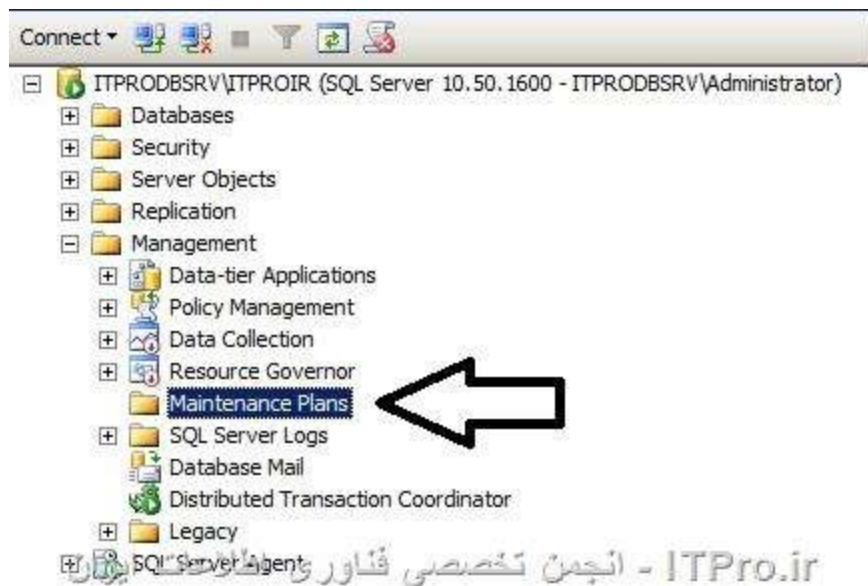 Connect
ITPRODBSRV\ITPROIR (SQL Server 10.50.1600 - ITPRODBSRV\Administrator)
Databases
Security
Server Objects
Replication
Management
Data-tier Applications
Policy Management
Data Collection
Resource Governor
Maintenance Plans
SQL Server Logs
Database Mail
Distributed Transaction Coordinator
Legacy
SQL Server Agent
ITPro.ir - انجمن تخصصی فناوری اطلاعات ایران